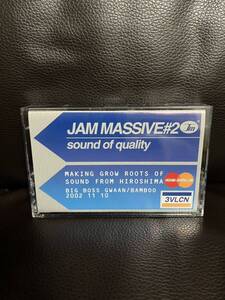 JAM MASSIVE#2 Jm
sound of quality
MAKING GROW ROOTS OF
SOUND FROM HIROSHIMA
BIG BOSS GWAAN/BAMBOO
2002 11 10
3VLCN